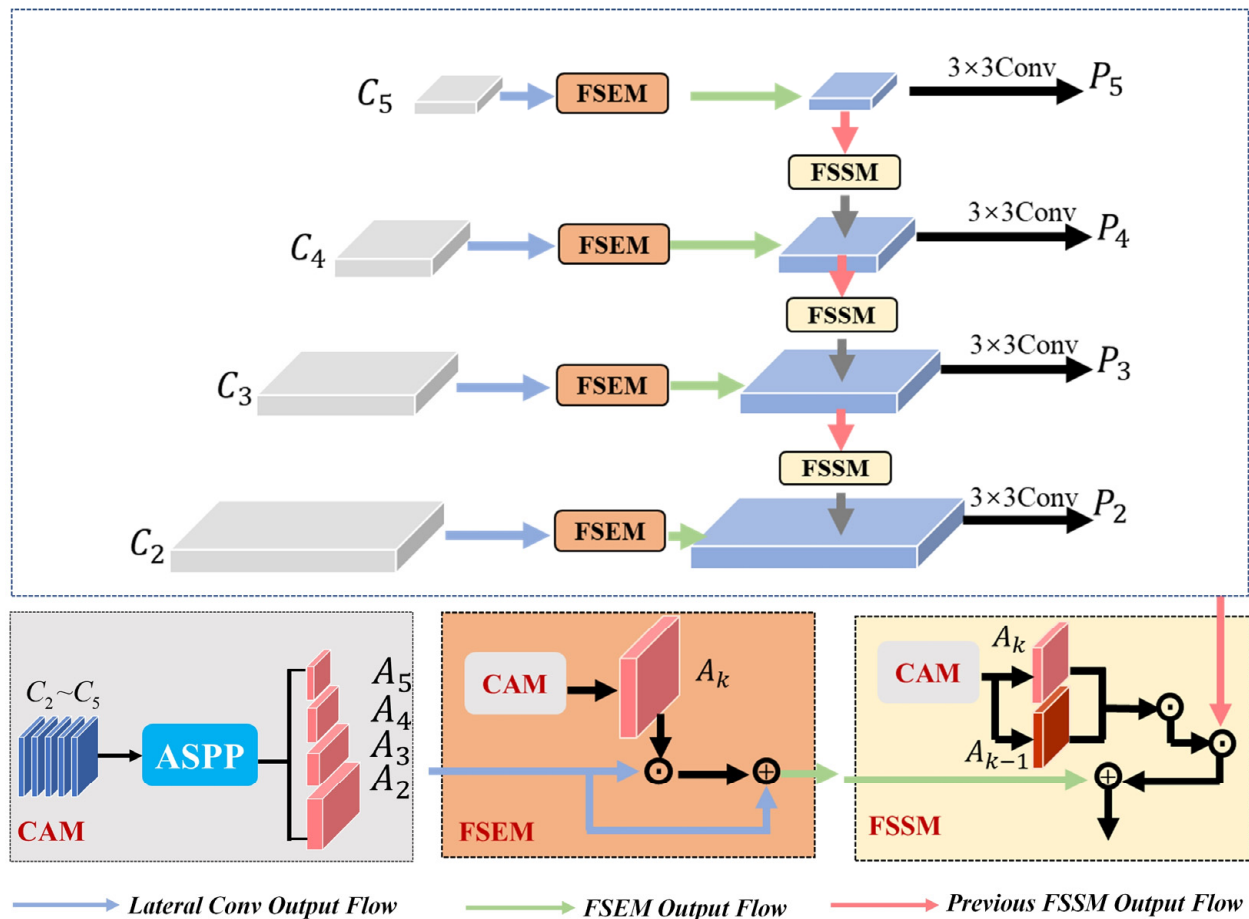 C₅ FSEM 3×3Conv P₅
FSSM
C₄ FSEM 3×3Conv P₄
FSSM
C₃ FSEM 3×3Conv P₃
FSSM
C₂ FSEM 3×3Conv P₂
C₂~C₅
ASPP
A₅
A₄
A₃
A₂
CAM
CAM
Aₖ
FSEM
CAM
Aₖ
Aₖ₋₁
FSSM
Lateral Conv Output Flow
FSEM Output Flow
Previous FSSM Output Flow